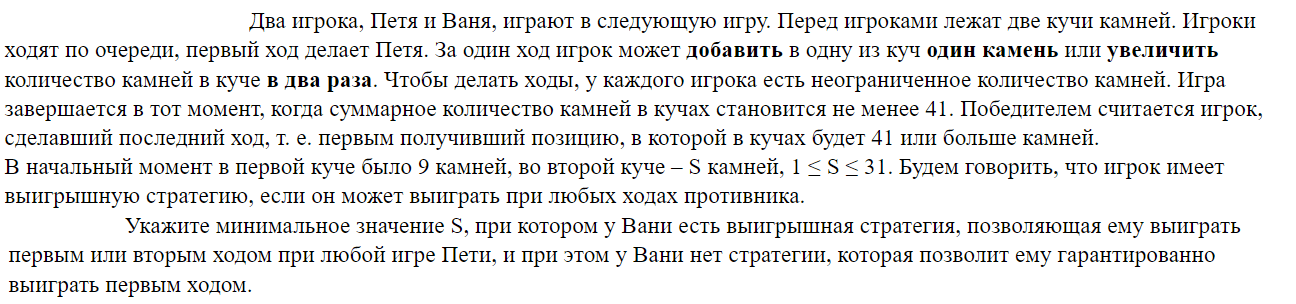 Два игрока, Петя и Ваня, играют в следующую игру. Перед игроками лежат две кучи камней. Игроки
ходят по очереди, первый ход делает Петя. За один ход игрок может добавить в одну из куч один камень или увеличить
количество камней в куче в два раза. Чтобы делать ходы, у каждого игрока есть неограниченное количество камней. Игра
завершается в тот момент, когда суммарное количество камней в кучах становится не менее 41. Победителем считается игрок,
сделавший последний ход, т. е. первым получивший позицию, в которой в кучах будет 41 или больше камней.
В начальный момент в первой куче было 9 камней, во второй куче – S камней, 1 ≤ S ≤ 31. Будем говорить, что игрок имеет
выигрышную стратегию, если он может выиграть при любых ходах противника.
Укажите минимальное значение S, при котором у Вани есть выигрышная стратегия, позволяющая ему выиграть
первым или вторым ходом при любой игре Пети, и при этом у Вани нет стратегии, которая позволит ему гарантированно
выиграть первым ходом.